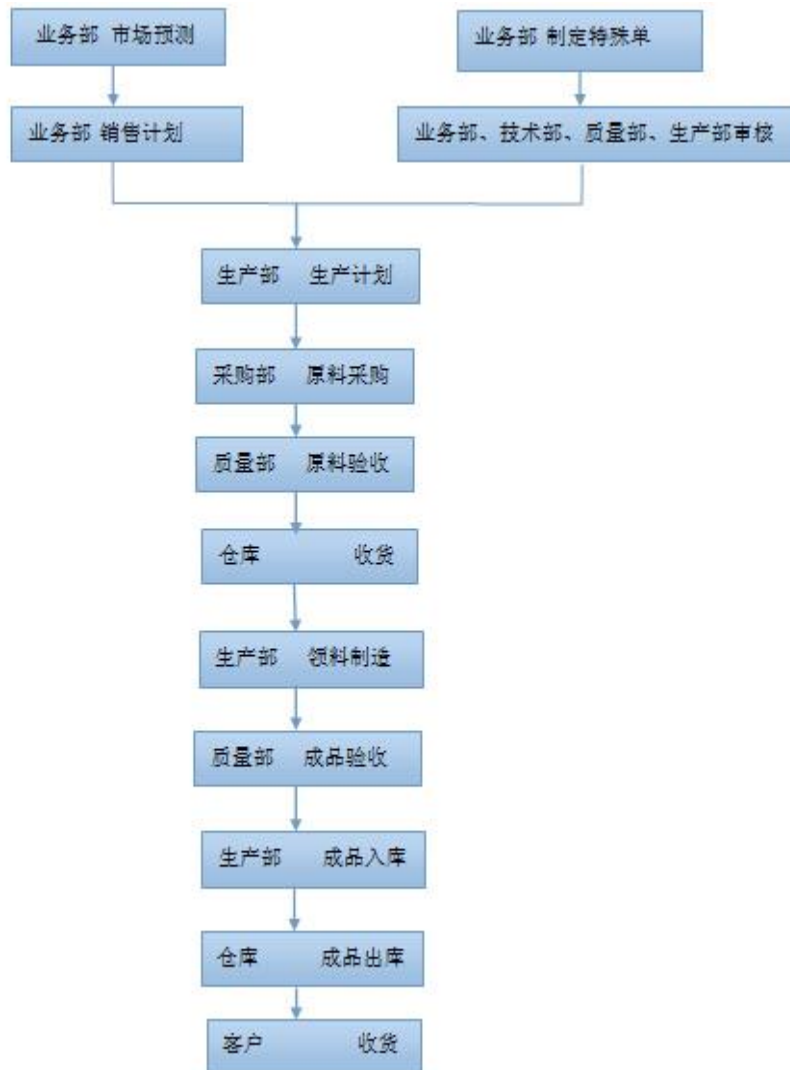 业务部 市场预测
业务部 制定特殊单
业务部 销售计划
业务部、技术部、质量部、生产部审核
生产部 生产计划
采购部 原料采购
质量部 原料验收
仓库 收货
生产部 领料制造
质量部 成品验收
生产部 成品入库
仓库 成品出库
客户 收货